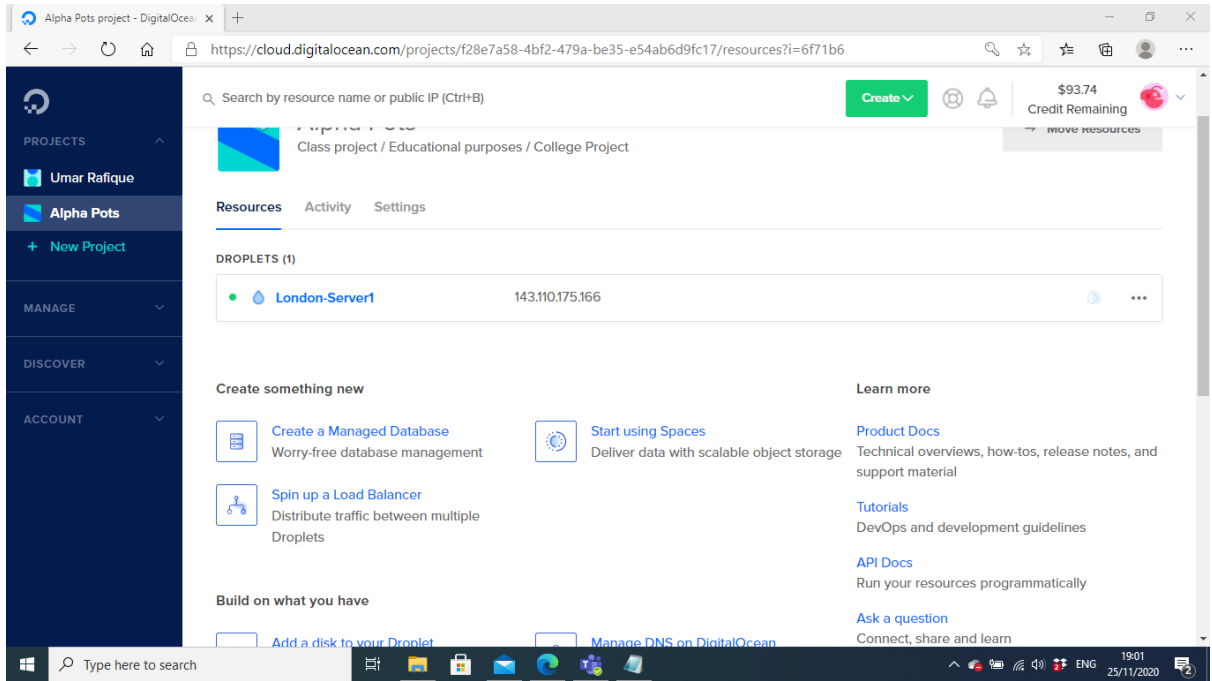 Alpha Pots project - DigitalOcea
https://cloud.digitalocean.com/projects/f28e7a58-4bf2-479a-be35-e54ab6d9fc17/resources?i=6f71b6
Search by resource name or public IP (Ctrl+B)
Create
$93.74
Credit Remaining
PROJECTS
Umar Rafique
Alpha Pots
+ New Project
MANAGE
DISCOVER
ACCOUNT
Alpha Pots
Class project / Educational purposes / College Project
→ Move Resources
Resources Activity Settings
DROPLETS (1)
London-Server1 143.110.175.166
Create something new
Create a Managed Database
Worry-free database management
Start using Spaces
Deliver data with scalable object storage
Spin up a Load Balancer
Distribute traffic between multiple
Droplets
Build on what you have
Add a disk to your Droplet
Manage DNS on DigitalOcean
Learn more
Product Docs
Technical overviews, how-tos, release notes, and
support material
Tutorials
DevOps and development guidelines
API Docs
Run your resources programmatically
Ask a question
Connect, share and learn
Type here to search
ENG
19:01
25/11/2020
2